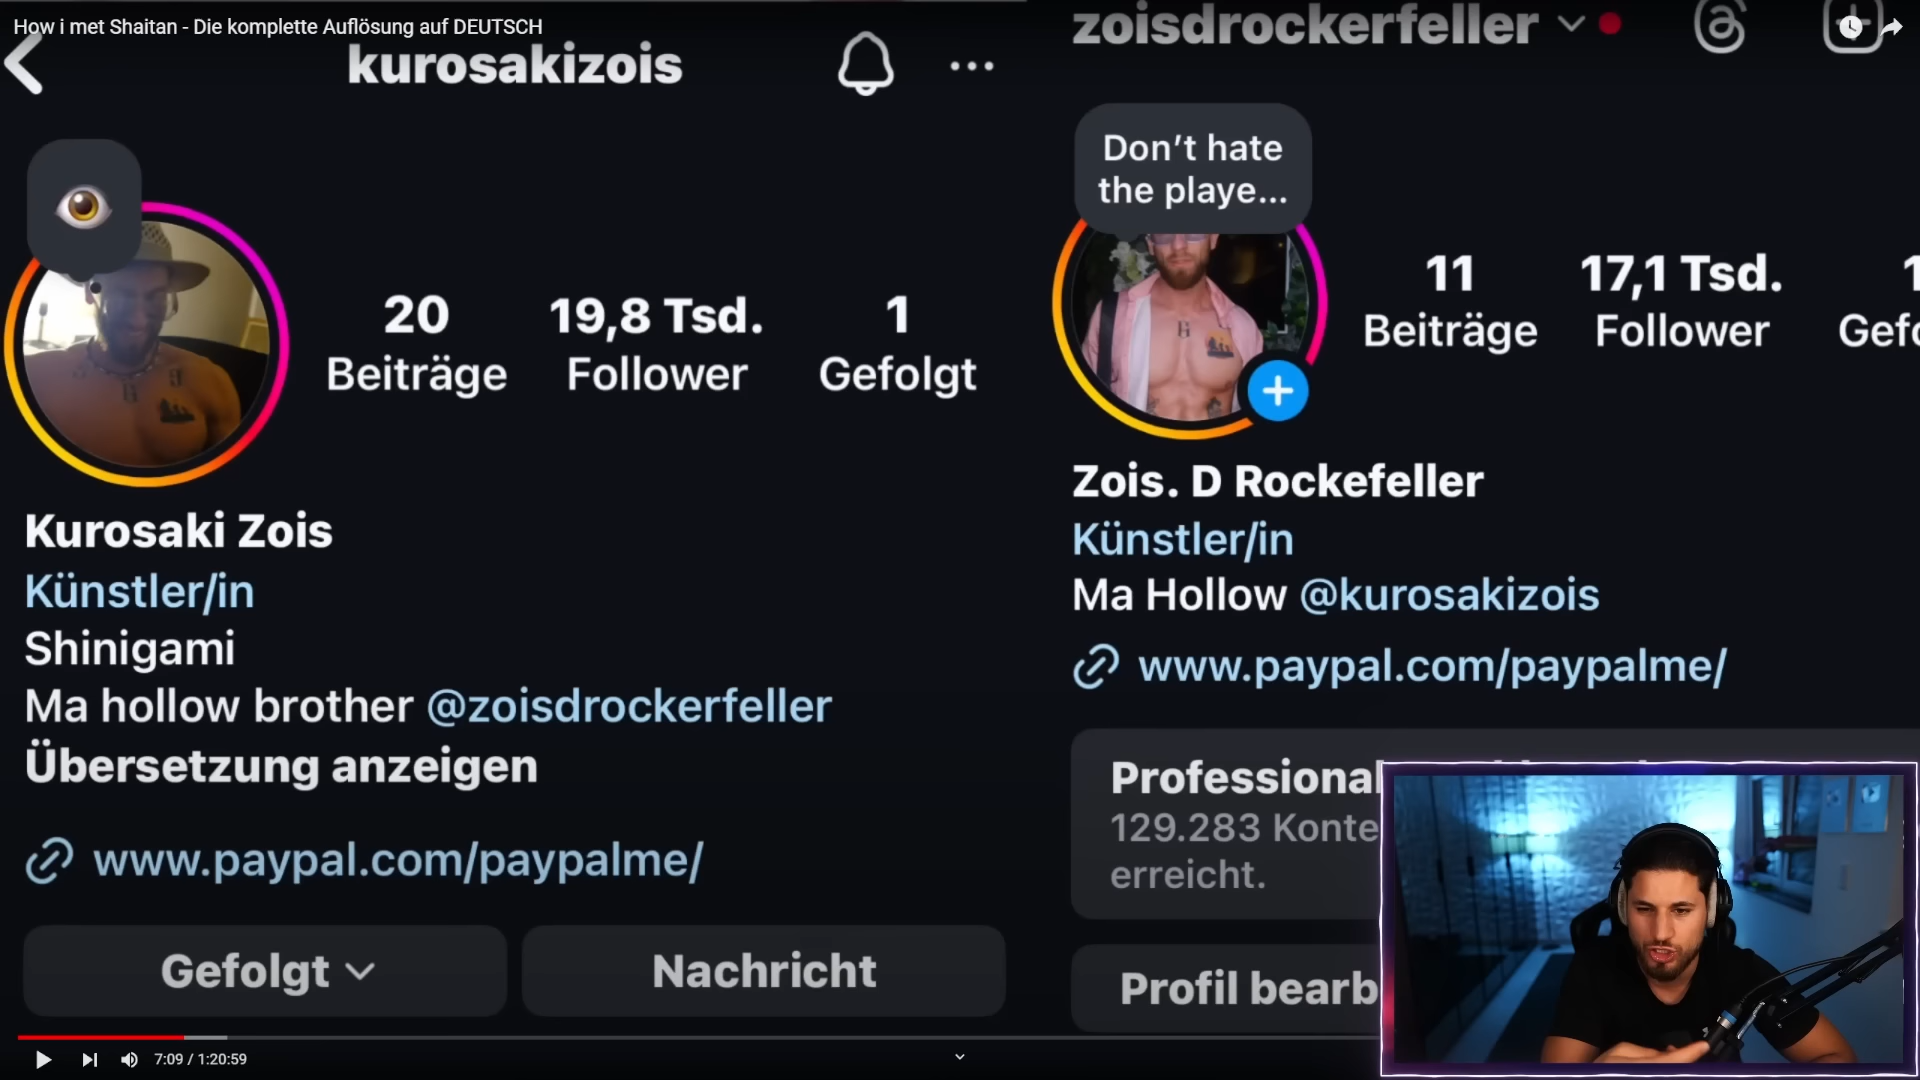 How i met Shaitan - Die komplette Auflösung auf DEUTSCH
kurosakizois
20
Beiträge
19,8 Tsd.
Follower
1
Gefolgt
Kurosaki Zois
Künstler/in
Shinigami
Ma hollow brother @zoisdrockerfeller
Übersetzung anzeigen
www.paypal.com/paypalme/
Gefolgt
Nachricht
zoisdrockerfeller
Don't hate
the playe...
11
Beiträge
17,1 Tsd.
Follower
1
Gefo
Zois. D Rockefeller
Künstler/in
Ma Hollow @kurosakizois
www.paypal.com/paypalme/
Professional
129.283 Konte
erreicht.
Profil bearb
7:09 / 1:20:59